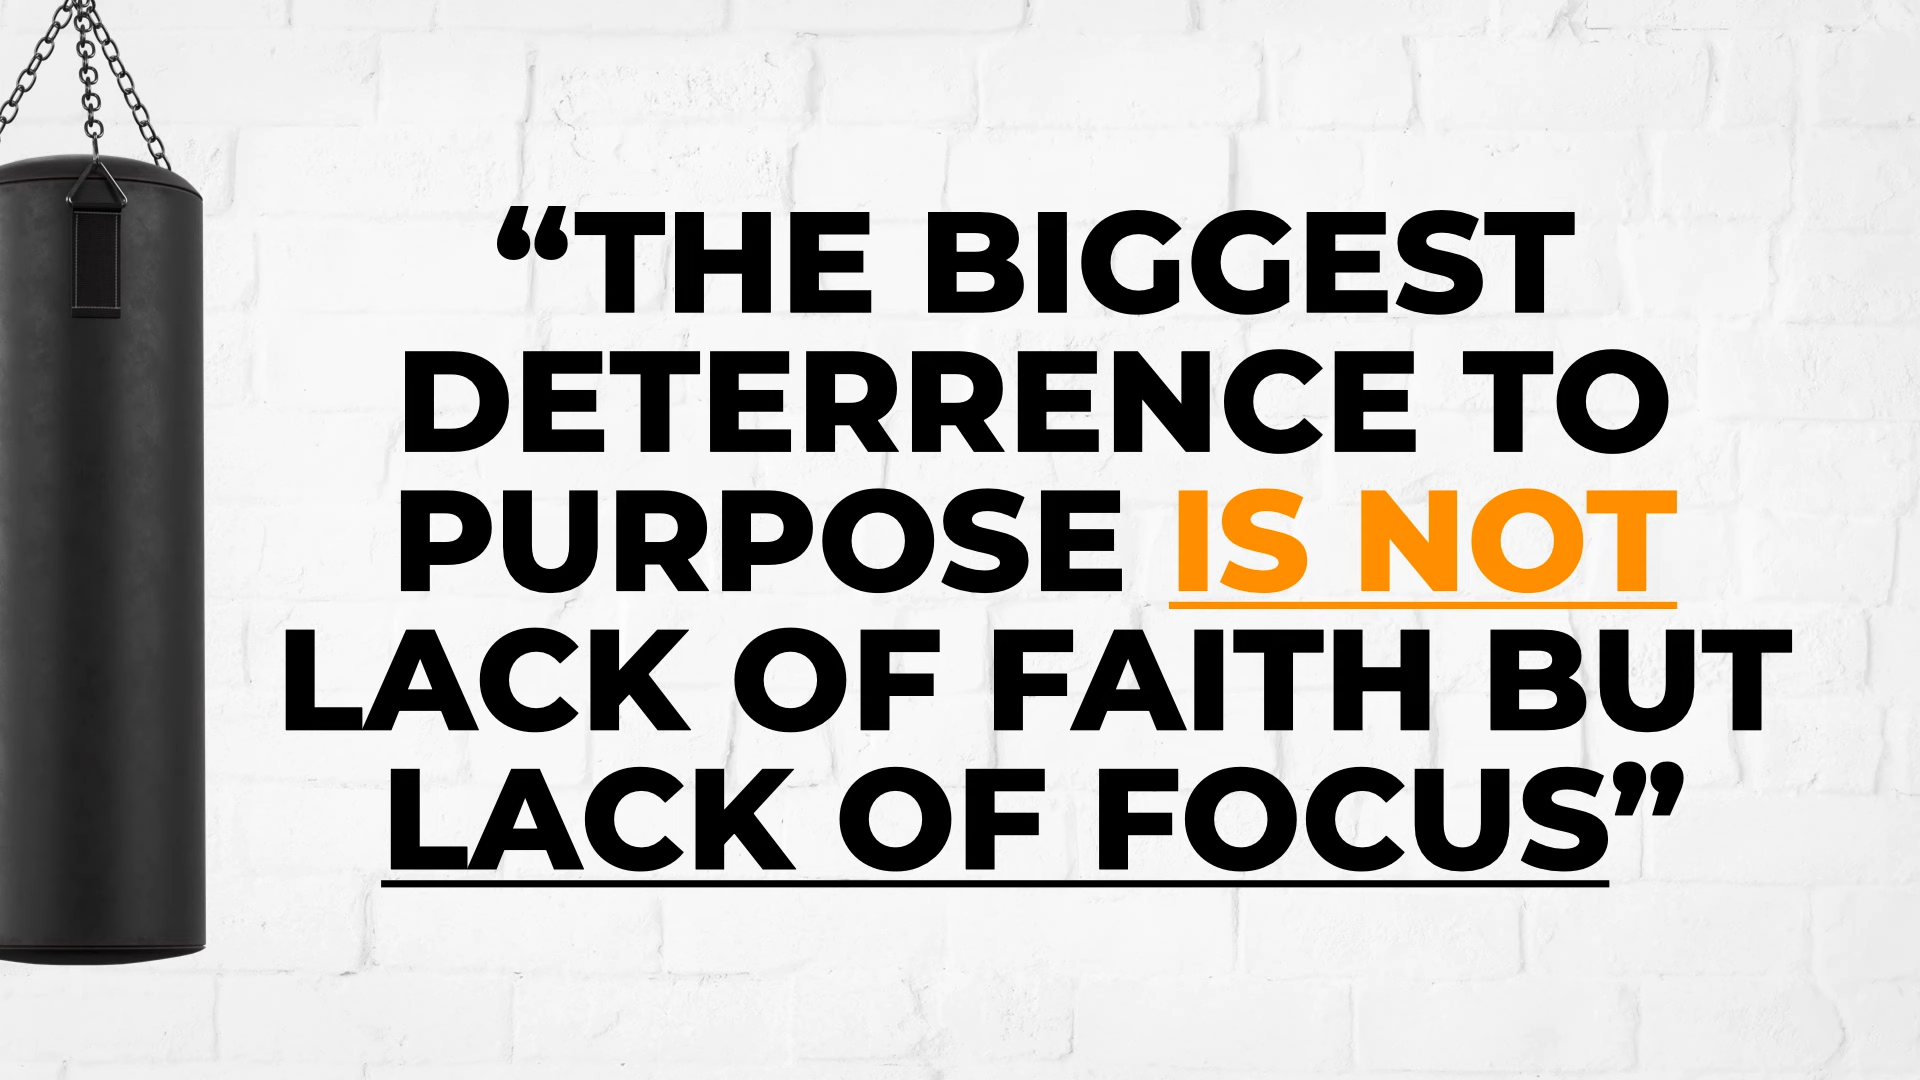 “THE BIGGEST
DETERRENCE TO
PURPOSE IS NOT
LACK OF FAITH BUT
LACK OF FOCUS”